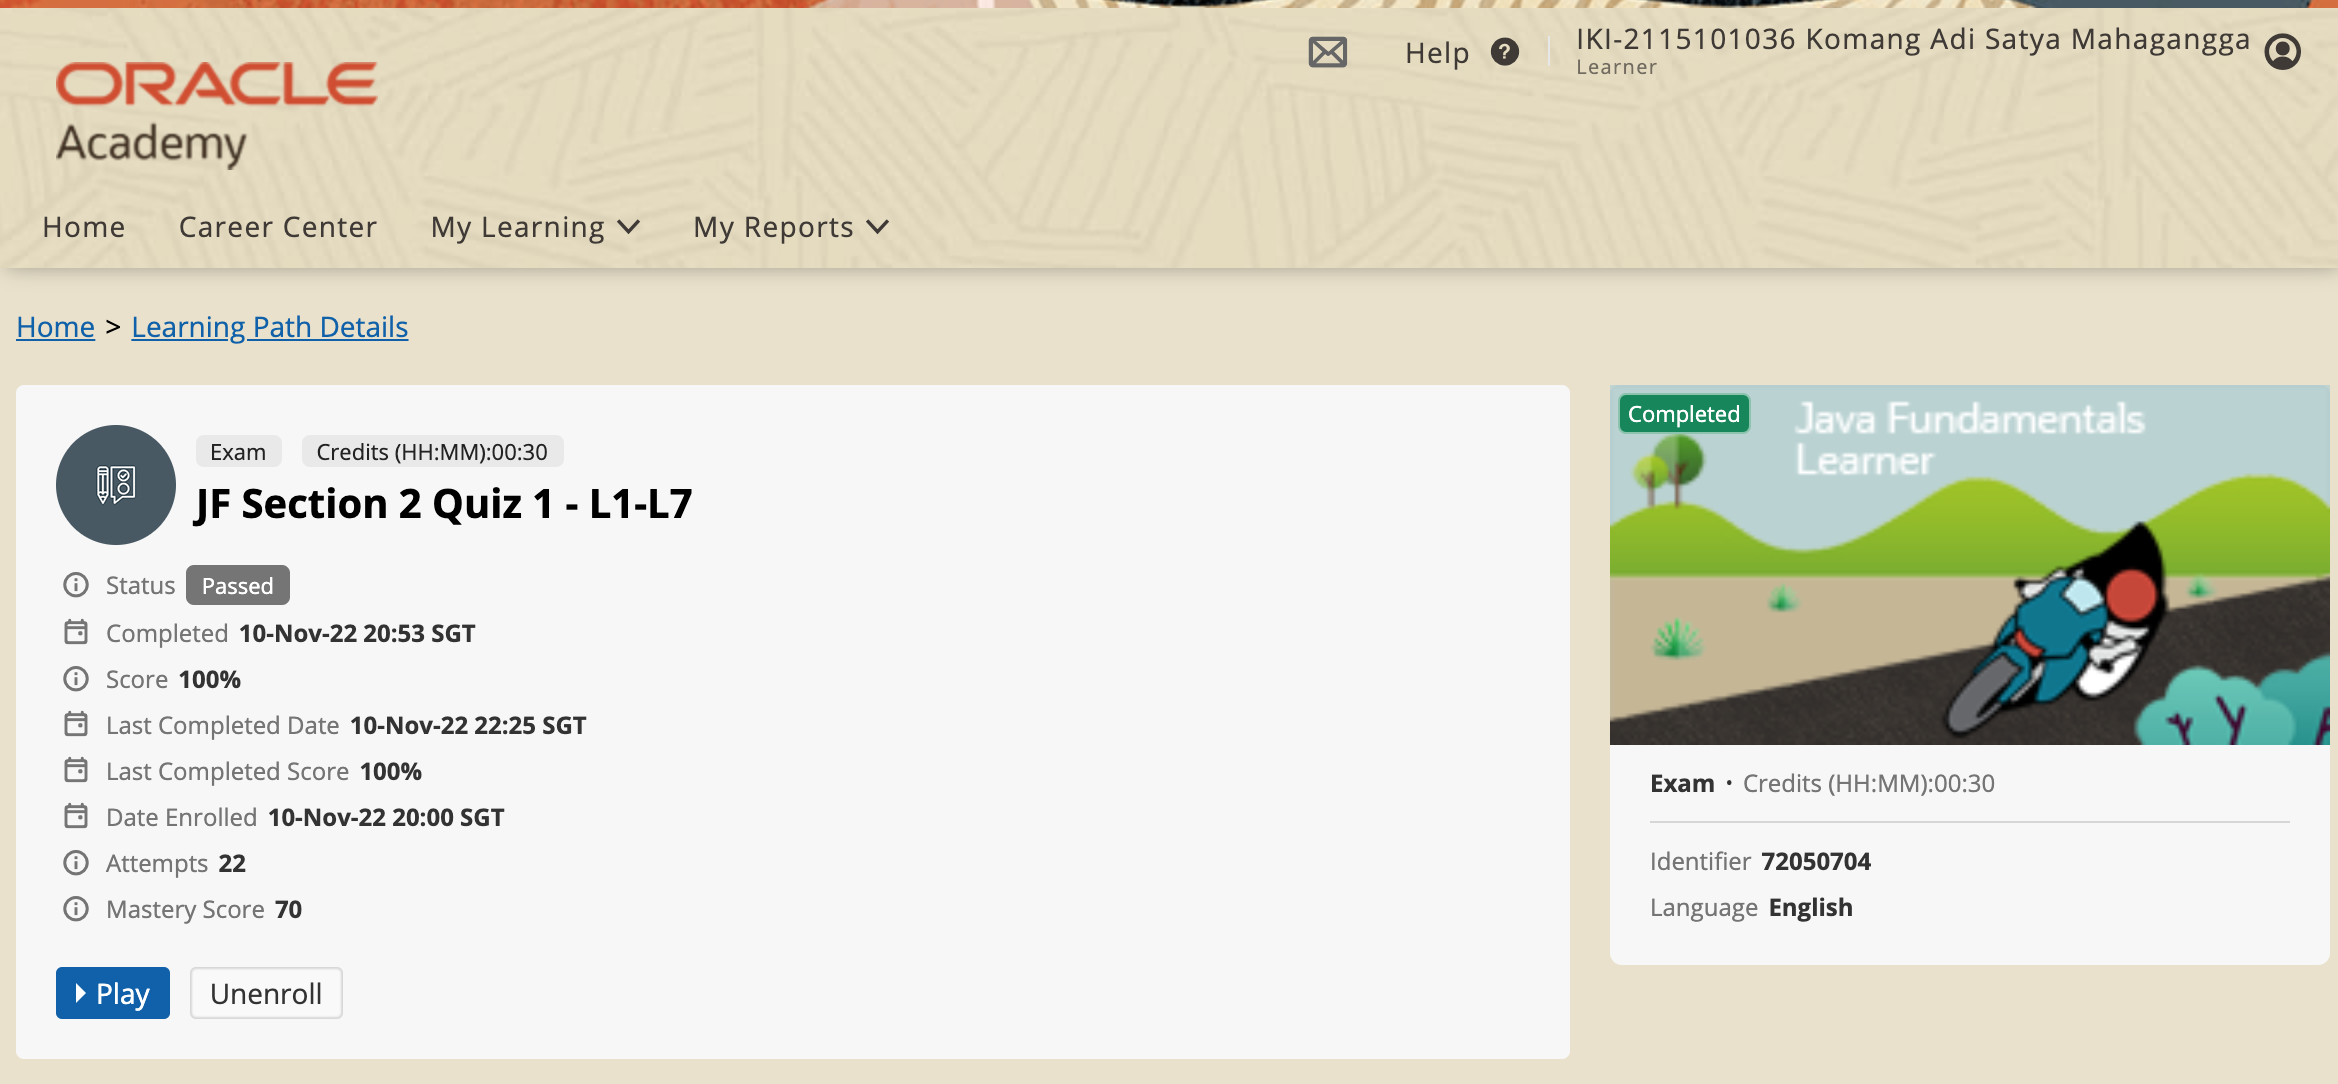 ORACLE
Academy
Help
IKI-2115101036 Komang Adi Satya Mahagangga
Learner
Home
Career Center
My Learning
My Reports
Home > Learning Path Details
Exam
Credits (HH:MM):00:30
JF Section 2 Quiz 1 - L1-L7
Status Passed
Completed 10-Nov-22 20:53 SGT
Score 100%
Last Completed Date 10-Nov-22 22:25 SGT
Last Completed Score 100%
Date Enrolled 10-Nov-22 20:00 SGT
Attempts 22
Mastery Score 70
Play
Unenroll
Completed
Java Fundamentals
Learner
Exam • Credits (HH:MM):00:30
Identifier 72050704
Language English